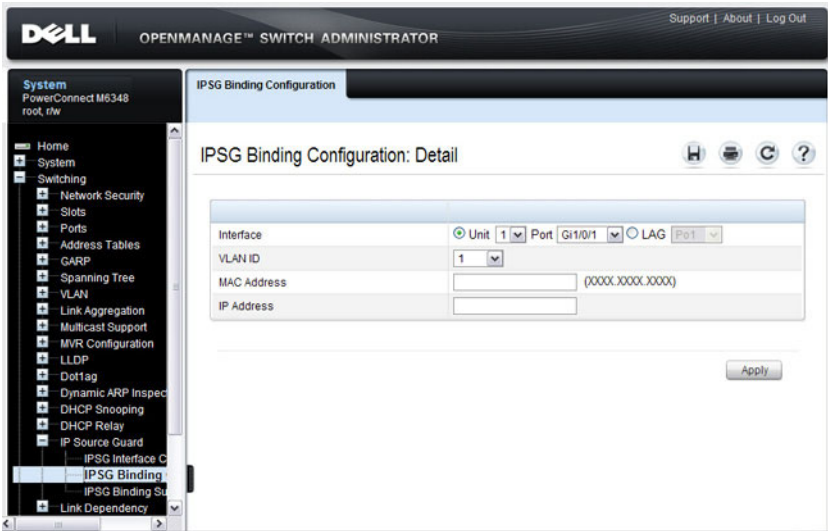 Support | About | Log Out
DELL OPENMANAGE™ SWITCH ADMINISTRATOR
System
PowerConnect M6348
root, r/w
IPSG Binding Configuration
Home
System
Switching
Network Security
Slots
Ports
Address Tables
GARP
Spanning Tree
VLAN
Link Aggregation
Multicast Support
MVR Configuration
LLDP
Dot1ag
Dynamic ARP Inspec
DHCP Snooping
DHCP Relay
IP Source Guard
IPSG Interface C
IPSG Binding
IPSG Binding Su
Link Dependency
IPSG Binding Configuration: Detail
?
Interface Unit 1 Port Gi1/0/1 LAG Po1
VLAN ID 1
MAC Address (XXXX.XXXX.XXXX)
IP Address
Apply